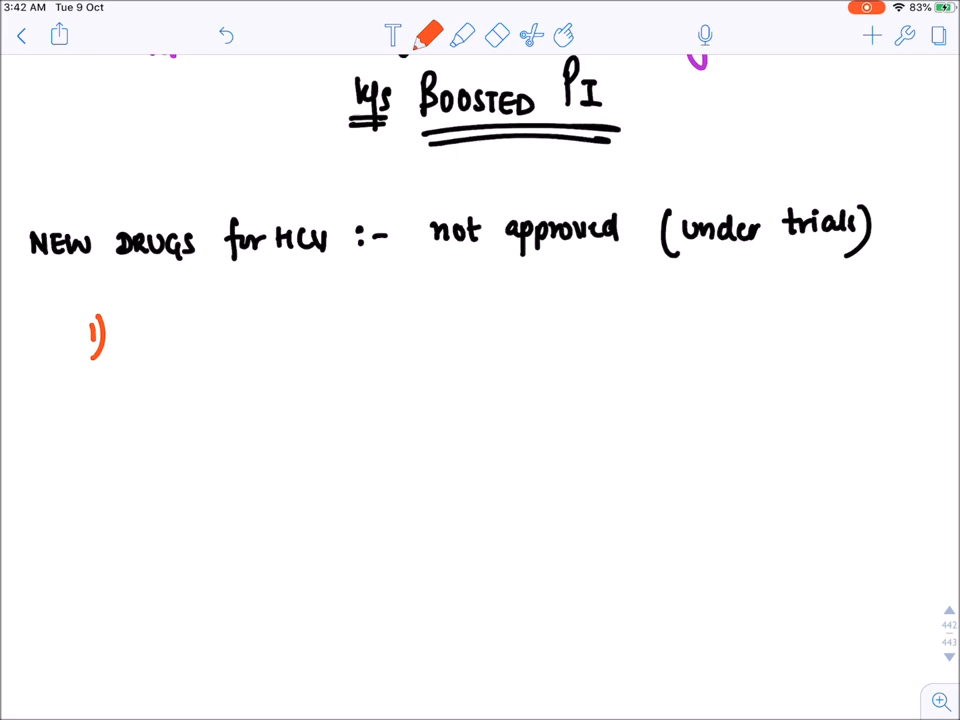 3:42 AM Tue 9 Oct 83%
k/s BOOSTED PI
NEW DRUGS for HCV :- not approved (under trials)
1)
442
443